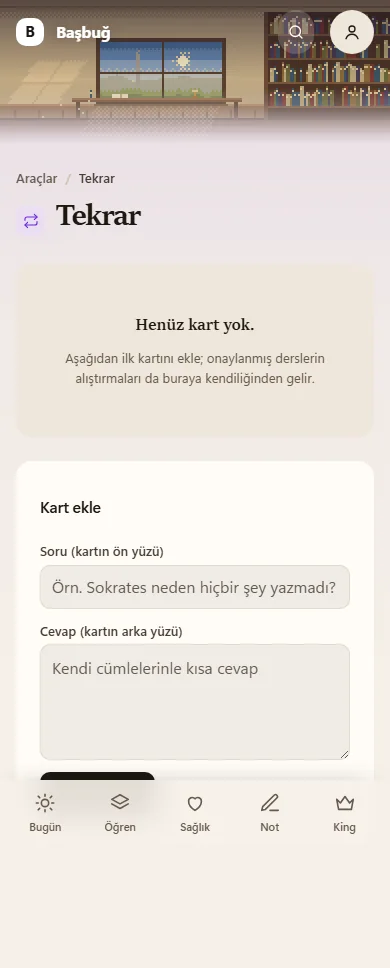 B
Başbuğ
Araçlar / Tekrar
Tekrar
Henüz kart yok.
Aşağıdan ilk kartını ekle; onaylanmış derslerin
alıştırmaları da buraya kendiliğinden gelir.
Kart ekle
Soru (kartın ön yüzü)
Örn. Sokrates neden hiçbir şey yazmadı?
Cevap (kartın arka yüzü)
Kendi cümlelerinle kısa cevap
Bugün
Öğren
Sağlık
Not
King